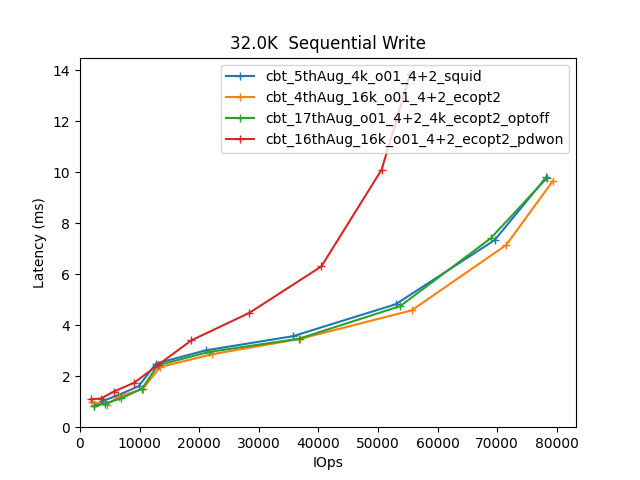 32.0K  Sequential Write
cbt_5thAug_4k_o01_4+2_squid
cbt_4thAug_16k_o01_4+2_ecopt2
cbt_17thAug_o01_4+2_4k_ecopt2_optoff
cbt_16thAug_16k_o01_4+2_ecopt2_pdwon
Latency (ms)
14
12
10
8
6
4
2
0
0 10000 20000 30000 40000 50000 60000 70000 80000
IOps